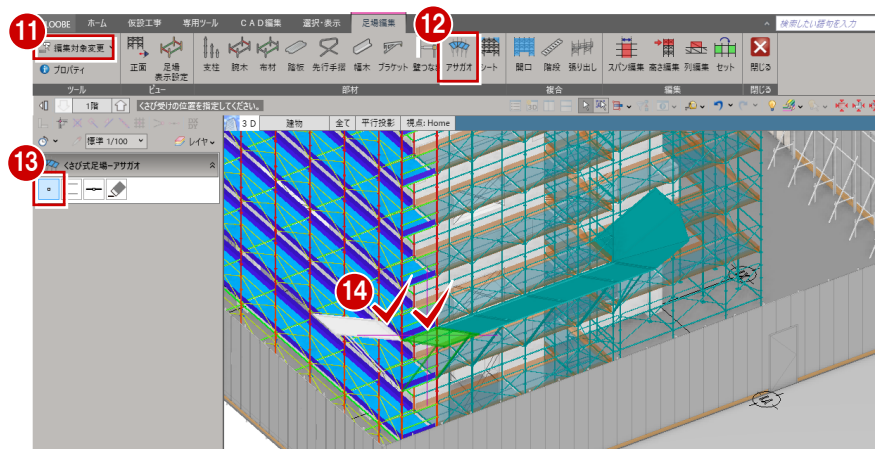 LOOBE ホーム 仮設工事 専用ツール CAD編集 選択・表示 足場編集 検索したい語句を入力
11 12
編集対象変更
プロパティ
正面 足場表示設定 支柱 腕木 布材 踏板 先行手摺 幅木 ブラケット 壁つなぎ アサガオ シート 開口 階段 張り出し スパン編集 高さ編集 列編集 セット 閉じる
ツール ビュー 部材 複合 編集 閉じる
1階 くさび受けの位置を指定してください。
3D 建物 全て 平行投影 視点: Home
標準 1/100 レイヤ
13
くさび式足場-アサガオ
14